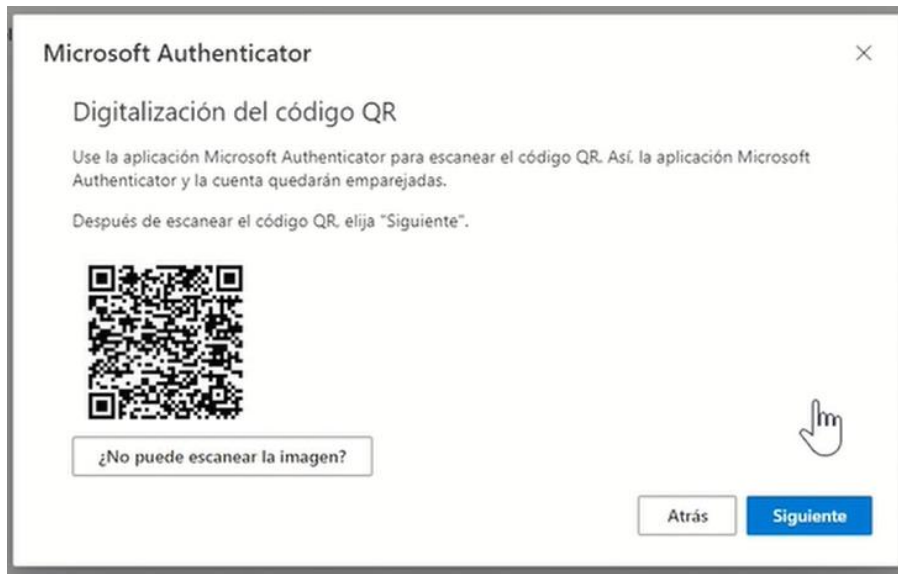 Microsoft Authenticator
Digitalización del código QR
Use la aplicación Microsoft Authenticator para escanear el código QR. Así, la aplicación Microsoft
Authenticator y la cuenta quedarán emparejadas.
Después de escanear el código QR, elija "Siguiente".
¿No puede escanear la imagen?
Atrás
Siguiente